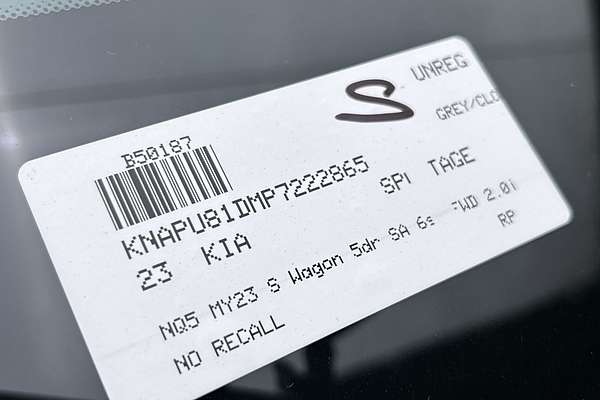 B50187
S
UNREG
GREY/CLO
KNAPU81DMP7222865
23 KIA SPI TAGE
NQ5 MY23 S Wagon 5dr SA 6s FWD 2.0i
NO RECALL
RP